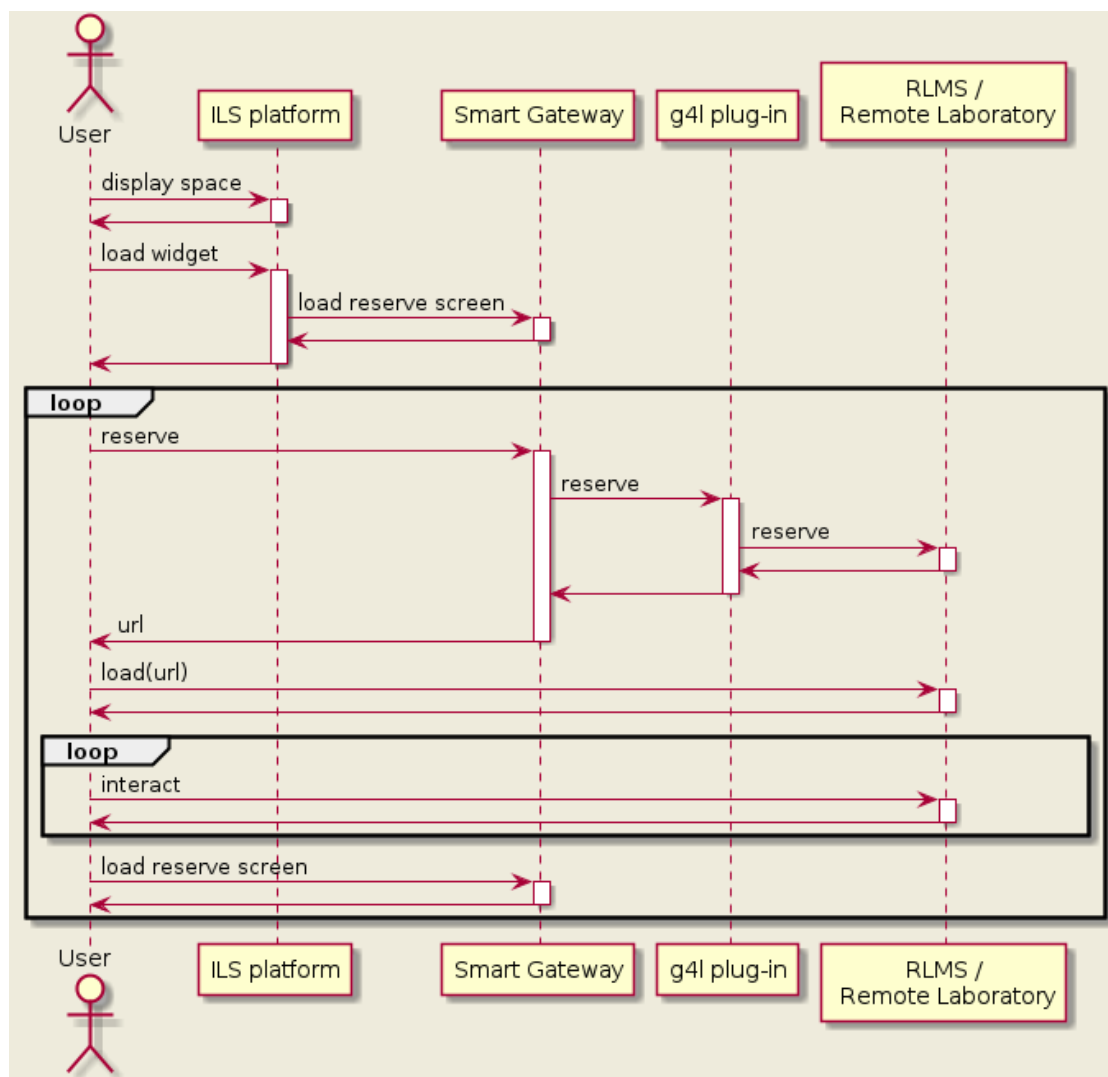 User
ILS platform
Smart Gateway
g4l plug-in
RLMS /
Remote Laboratory
display space
load widget
load reserve screen
loop
reserve
reserve
reserve
url
load(url)
loop
interact
load reserve screen
User
ILS platform
Smart Gateway
g4l plug-in
RLMS /
Remote Laboratory